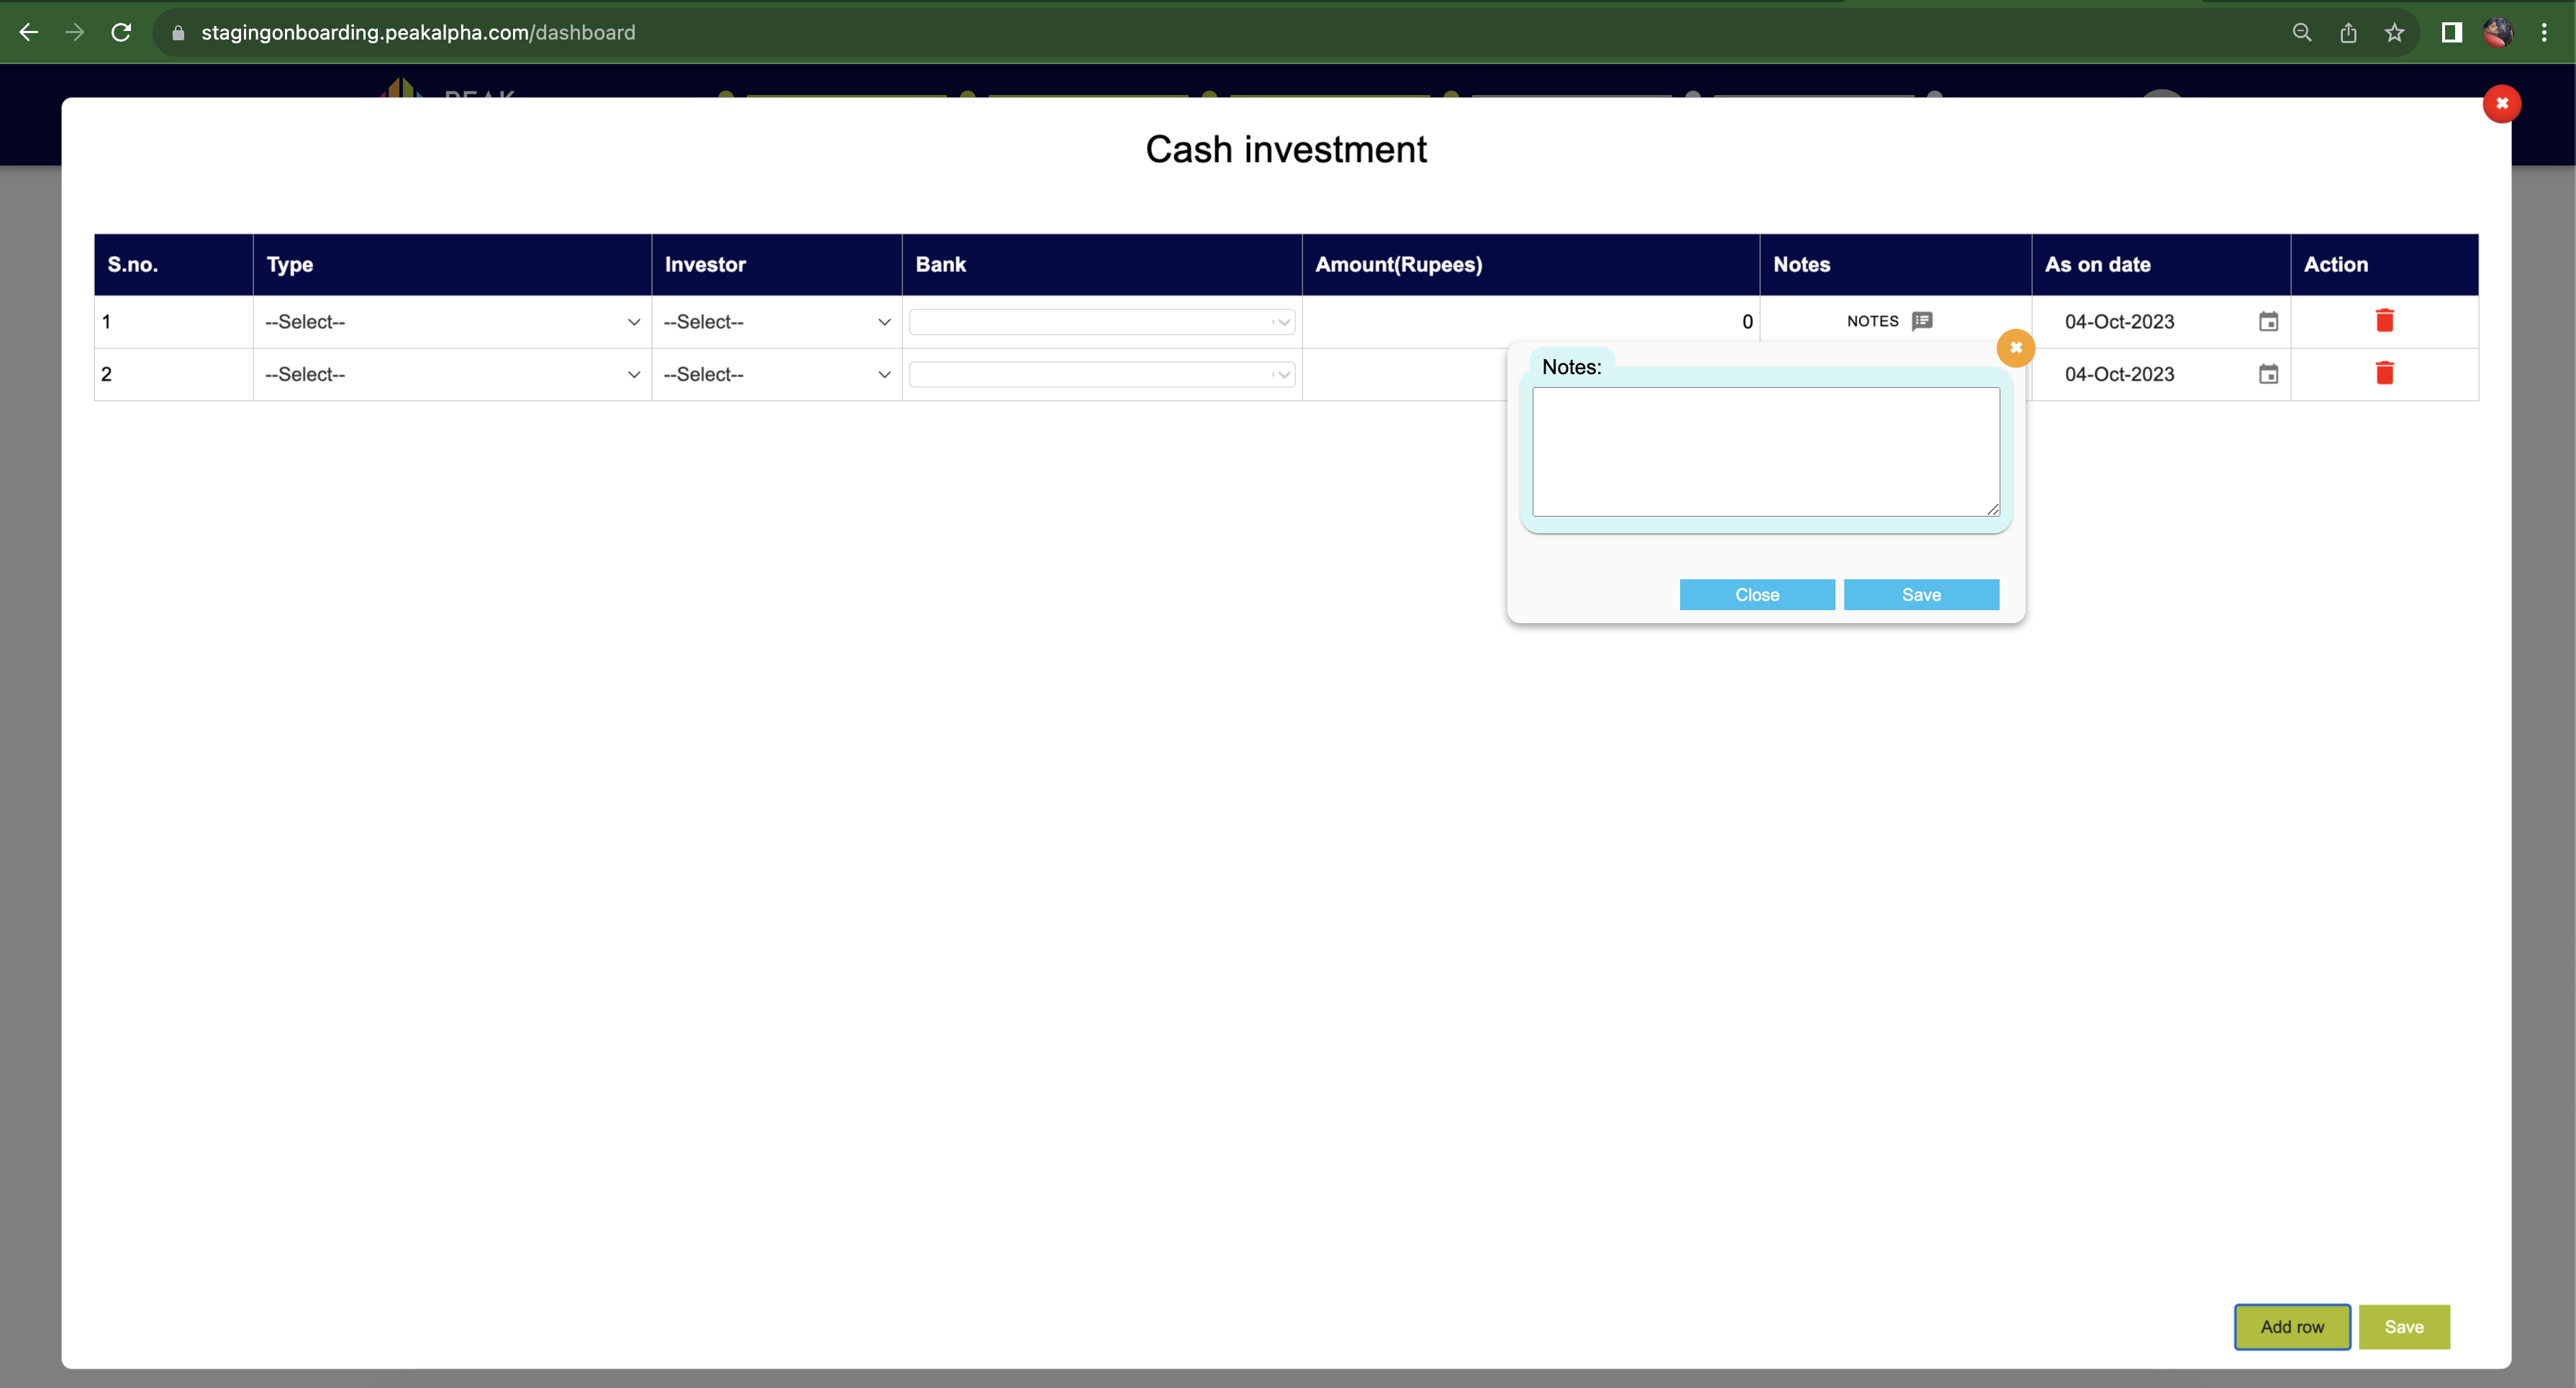 stagingonboarding.peakalpha.com/dashboard
Cash investment
S.no. Type Investor Bank Amount(Rupees) Notes As on date Action
1 --Select-- --Select-- 0 NOTES 04-Oct-2023
2 --Select-- --Select-- 04-Oct-2023
Notes:
Close Save
Add row Save